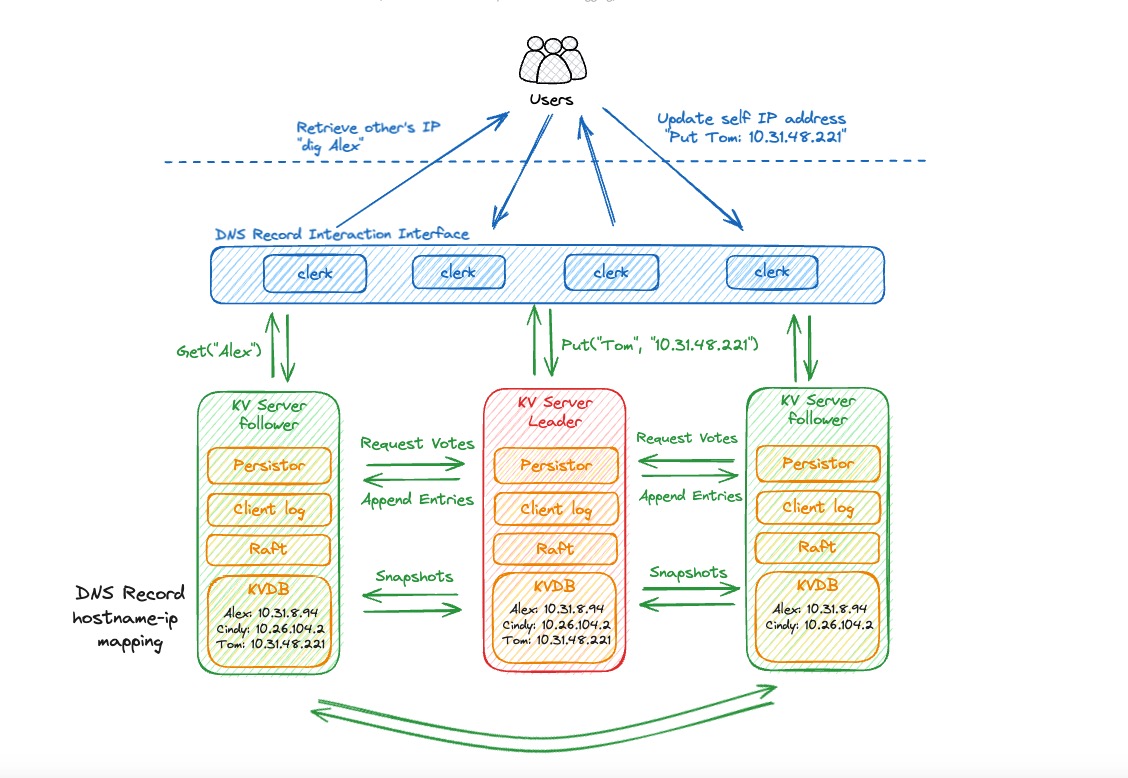 Users
Retrieve other's IP
"dig Alex"
Update self IP address
"Put Tom: 10.31.48.221"
DNS Record Interaction Interface
clerk
clerk
clerk
clerk
Get("Alex")
Put("Tom", "10.31.48.221")
KV Server
follower
Persistor
Client log
Raft
KVDB
Alex: 10.31.8.94
Cindy: 10.26.104.2
Tom: 10.31.48.221
Request Votes
Append Entries
Snapshots
KV Server
Leader
Persistor
Client log
Raft
KVDB
Alex: 10.31.8.94
Cindy: 10.26.104.2
Tom: 10.31.48.221
Request Votes
Append Entries
Snapshots
KV Server
follower
Persistor
Client log
Raft
KVDB
Alex: 10.31.8.94
Cindy: 10.26.104.2
DNS Record
hostname-ip
mapping